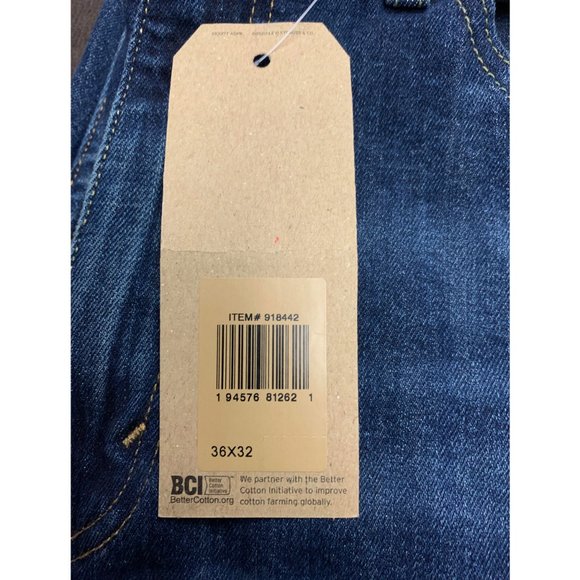 ITEM# 918442
1 94576 81262 1
36X32
BCI Better Cotton Initiative™
BetterCotton.org
We partner with the Better
Cotton Initiative to improve
cotton farming globally.